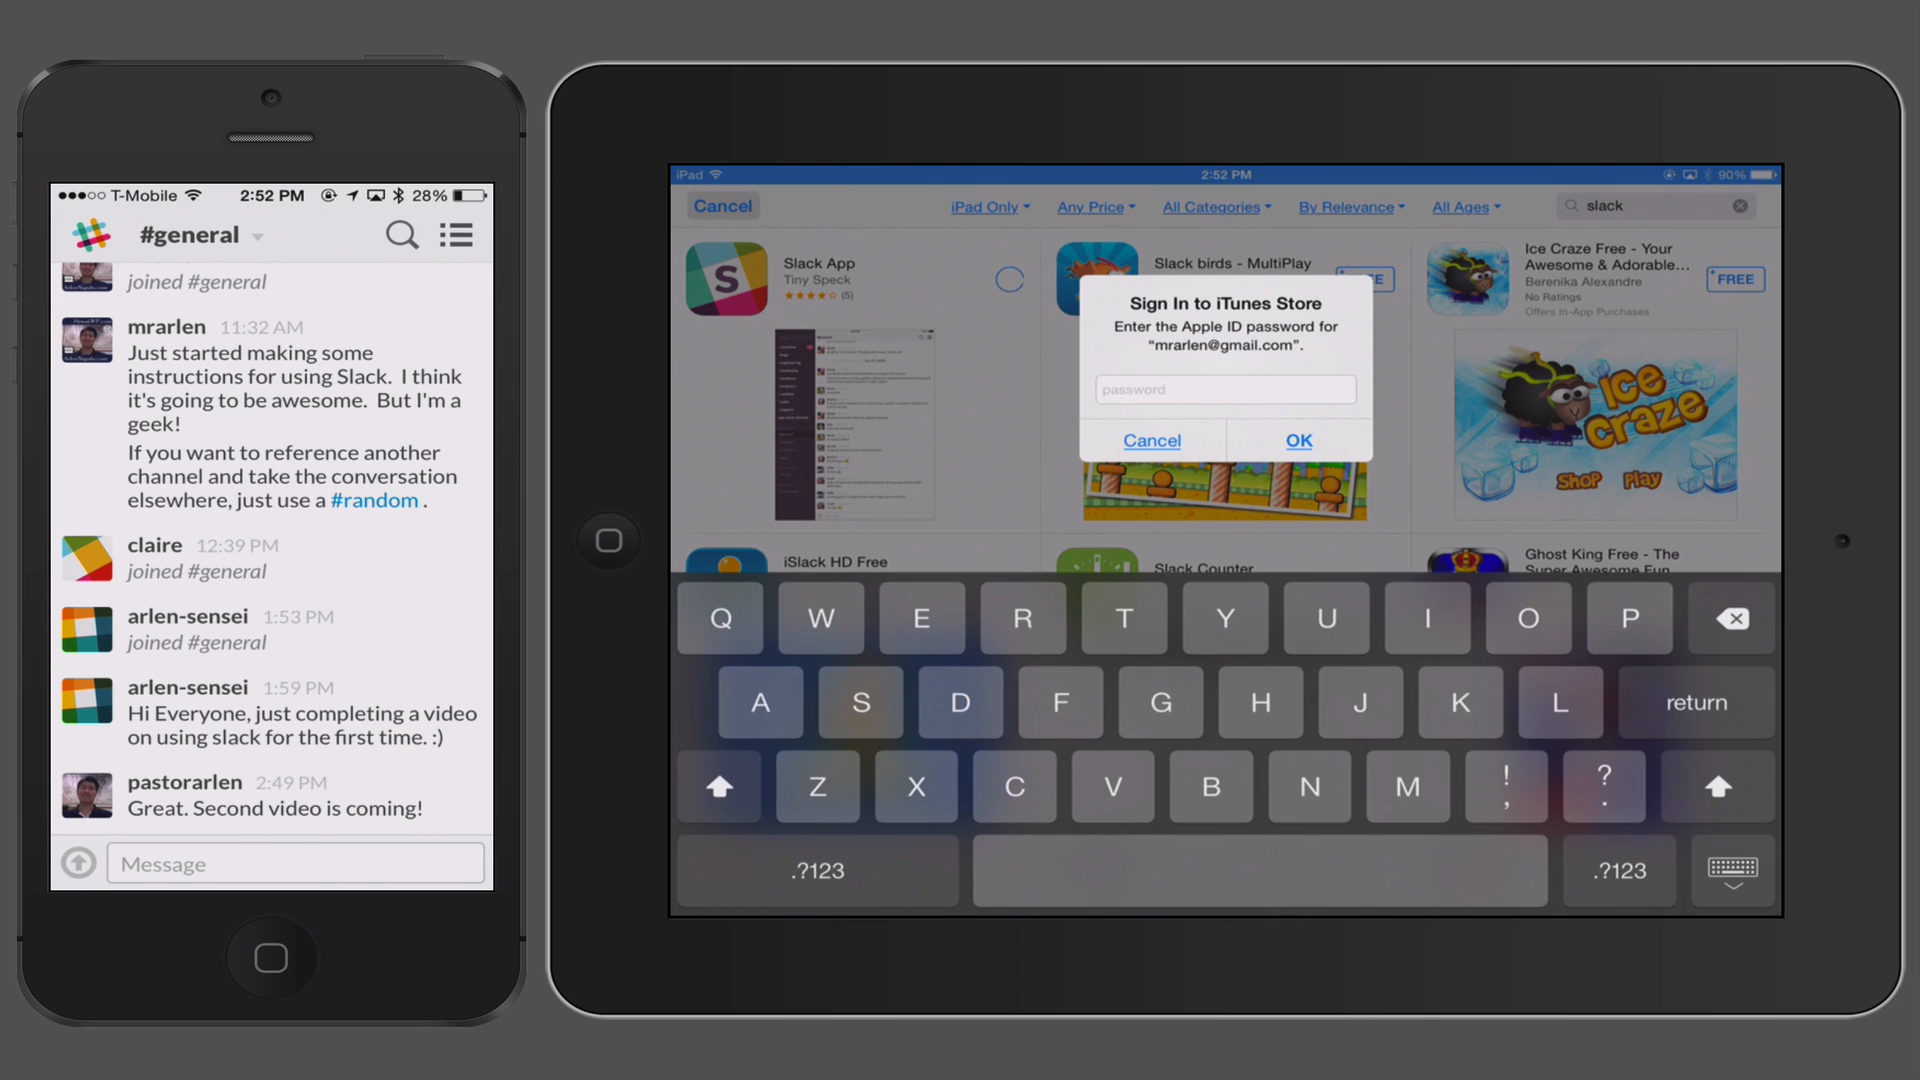 T-Mobile 2:52 PM 28%
#general
joined #general
mrarlen 11:32 AM
Just started making some
instructions for using Slack. I think
it's going to be awesome. But I'm a
geek!
If you want to reference another
channel and take the conversation
elsewhere, just use a #random .
claire 12:39 PM
joined #general
arlen-sensei 1:53 PM
joined #general
arlen-sensei 1:59 PM
Hi Everyone, just completing a video
on using slack for the first time. :)
pastorarlen 2:49 PM
Great. Second video is coming!
Message
iPad 2:52 PM 90%
Cancel iPad Only Any Price All Categories By Relevance All Ages slack
S
Slack App
Tiny Speck
(5)
Slack birds - MultiPlay
Ice Craze Free - Your
Awesome & Adorable...
Berenika Alexandre
No Ratings
Offers In-App Purchases
FREE
Sign In to iTunes Store
Enter the Apple ID password for
“mrarlen@gmail.com”.
password
Cancel OK
ICE
CRAZE
SHOP Play
iSlack HD Free
Slack Counter
Ghost King Free - The
Super Awesome Fun
Q W E R T Y U I O P
A S D F G H J K L return
Z X C V B N M ! , ? .
.?123 .?123